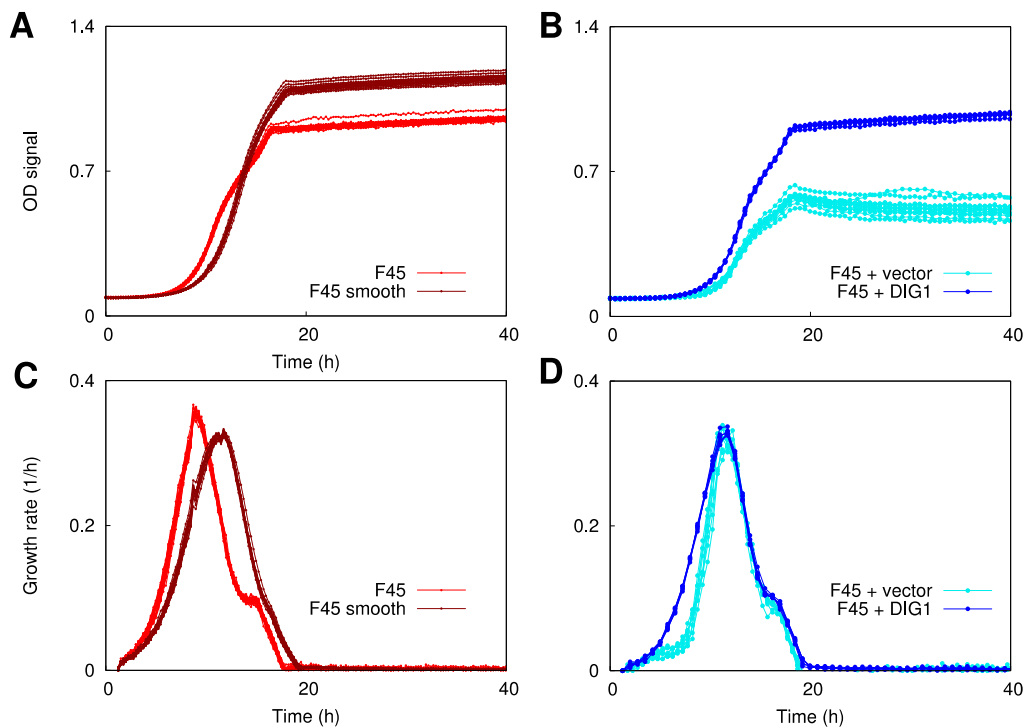 A
1.4
0.7
0
OD signal
F45
F45 smooth
0
20
40
Time (h)
B
1.4
0.7
0
F45 + vector
F45 + DIG1
0
20
40
Time (h)
C
0.4
0.2
0
Growth rate (1/h)
F45
F45 smooth
0
20
40
Time (h)
D
0.4
0.2
0
F45 + vector
F45 + DIG1
0
20
40
Time (h)